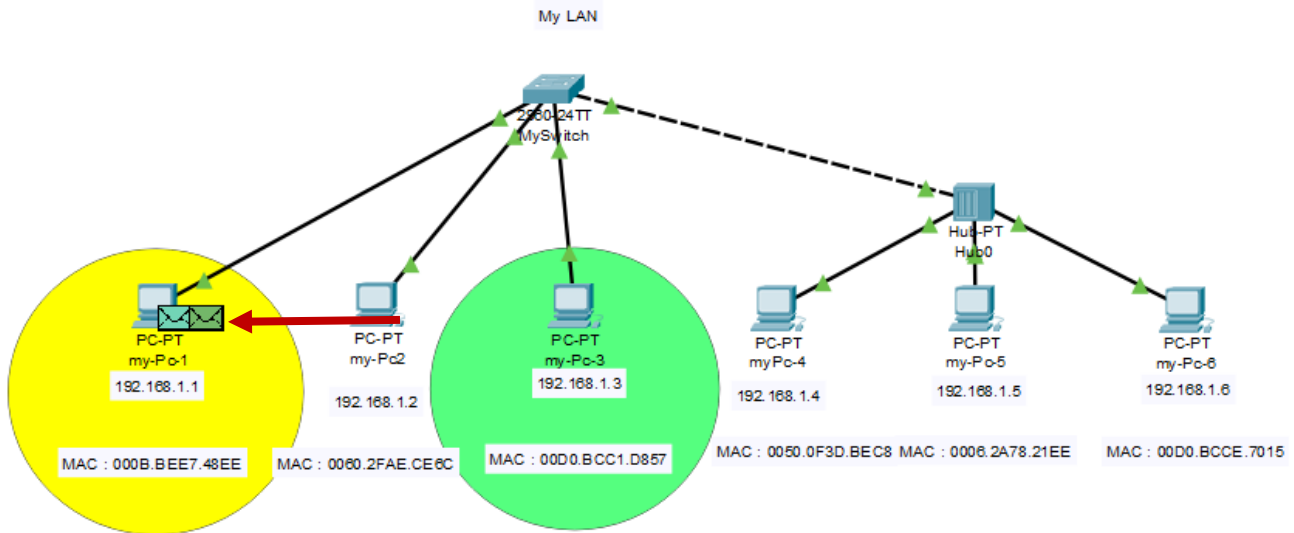 My LAN
2960-24TT
MySwitch
Hub-PT
Hub0
PC-PT
my-Pc-1
192.168.1.1
MAC : 000B.BEE7.48EE
PC-PT
my-Pc2
192.168.1.2
MAC : 0060.2FAE.CE6C
PC-PT
my-Pc-3
192.168.1.3
MAC : 00D0.BCC1.D857
PC-PT
myPc-4
192.168.1.4
MAC : 0050.0F3D.BEC8
PC-PT
my-Pc-5
192.168.1.5
MAC : 0006.2A78.21EE
PC-PT
my-Pc-6
192.168.1.6
MAC : 00D0.BCCE.7015